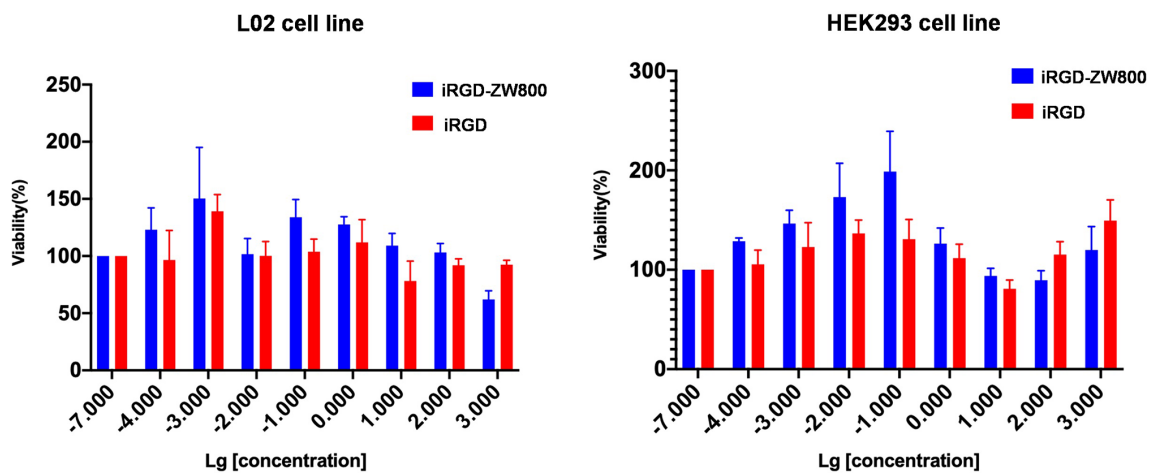 L02 cell line
iRGD-ZW800
iRGD
Viability(%)
250
200
150
100
50
0
-7.000
-4.000
-3.000
-2.000
-1.000
0.000
1.000
2.000
3.000
Lg [concentration]
HEK293 cell line
iRGD-ZW800
iRGD
Viability(%)
300
200
100
0
-7.000
-4.000
-3.000
-2.000
-1.000
0.000
1.000
2.000
3.000
Lg [concentration]